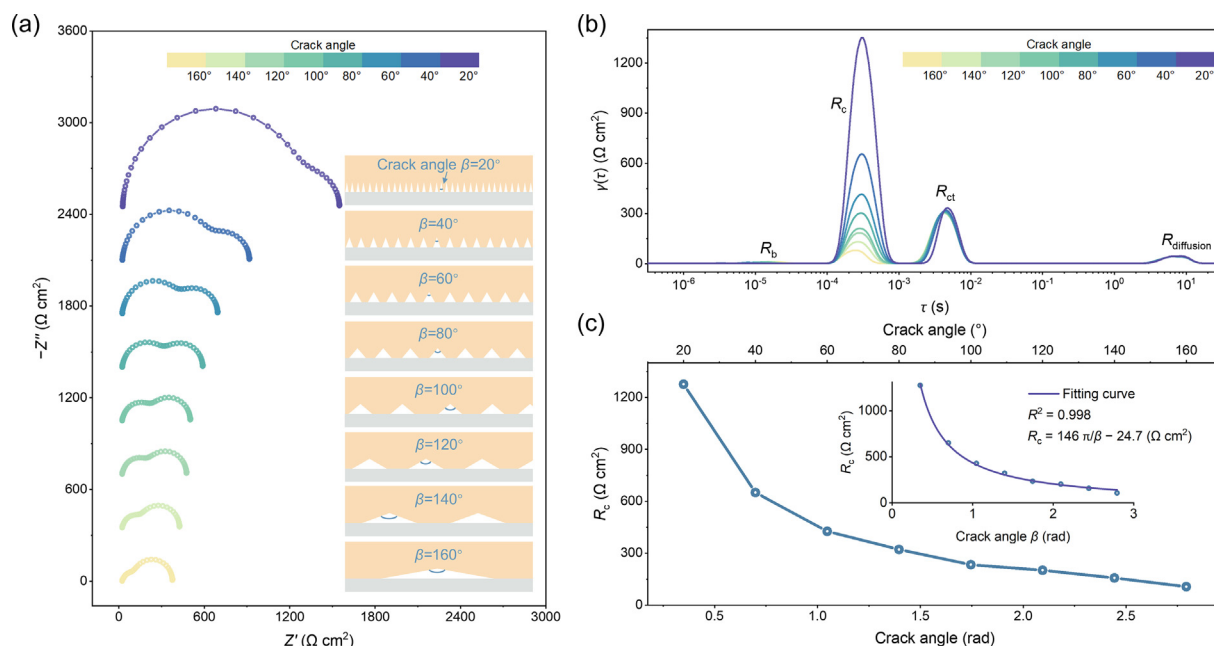 (a)
3600
3000
2400
1800
1200
600
0
−Z″ (Ω cm²)
Crack angle
160° 140° 120° 100° 80° 60° 40° 20°
Crack angle β=20°
β=40°
β=60°
β=80°
β=100°
β=120°
β=140°
β=160°
0 600 1200 1800 2400 3000
Z′ (Ω cm²)
(b)
1200
900
600
300
0
γ(τ) (Ω cm²)
Crack angle
160° 140° 120° 100° 80° 60° 40° 20°
Rc
Rct
Rb
Rdiffusion
10⁻⁶ 10⁻⁵ 10⁻⁴ 10⁻³ 10⁻² 10⁻¹ 10⁰ 10¹
τ (s)
(c)
Crack angle (°)
20 40 60 80 100 120 140 160
1200
900
600
300
0
Rc (Ω cm²)
1000
500
0
Rc (Ω cm²)
Fitting curve
R² = 0.998
Rc = 146 π/β − 24.7 (Ω cm²)
0 1 2 3
Crack angle β (rad)
0.5 1.0 1.5 2.0 2.5
Crack angle (rad)